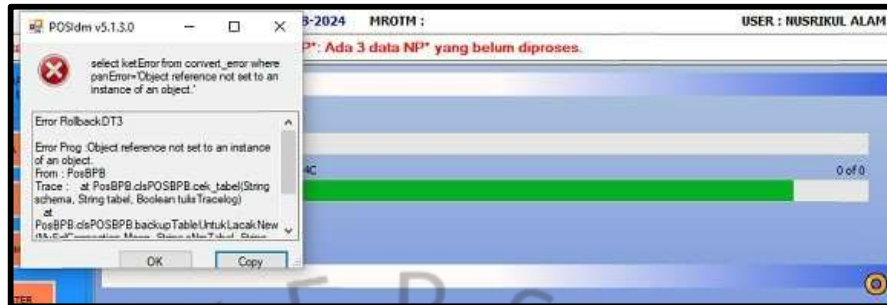 POSIdm v5.1.3.0
-2024 MROTM :
USER : NUSRIKUL ALAM
P*: Ada 3 data NP* yang belum diproses.
select ketError from convert_error where
panError='Object reference not set to an
instance of an object.'
Error RollbackDT3
Error Prog :Object reference not set to an instance
of an object.
From : PosBPB
Trace : at PosBPB.clsPOSBPB.cek_tabel(String
schema, String tabel, Boolean tulisTracelog)
at
PosBPB.clsPOSBPB.backupTableUntukLacakNew
4C
0 of 0
OK
Copy
TER